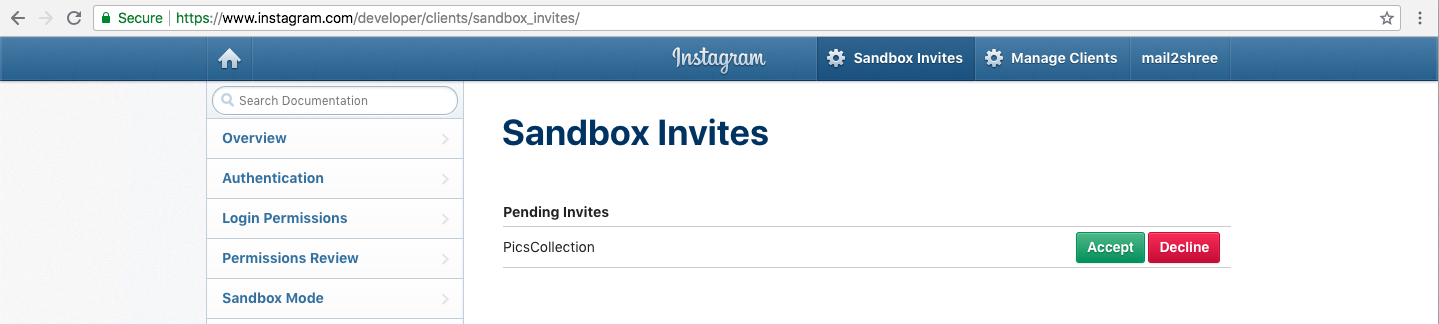 Secure https://www.instagram.com/developer/clients/sandbox_invites/
Instagram Sandbox Invites Manage Clients mail2shree
Search Documentation
Overview
Authentication
Login Permissions
Permissions Review
Sandbox Mode
Sandbox Invites
Pending Invites
PicsCollection Accept Decline